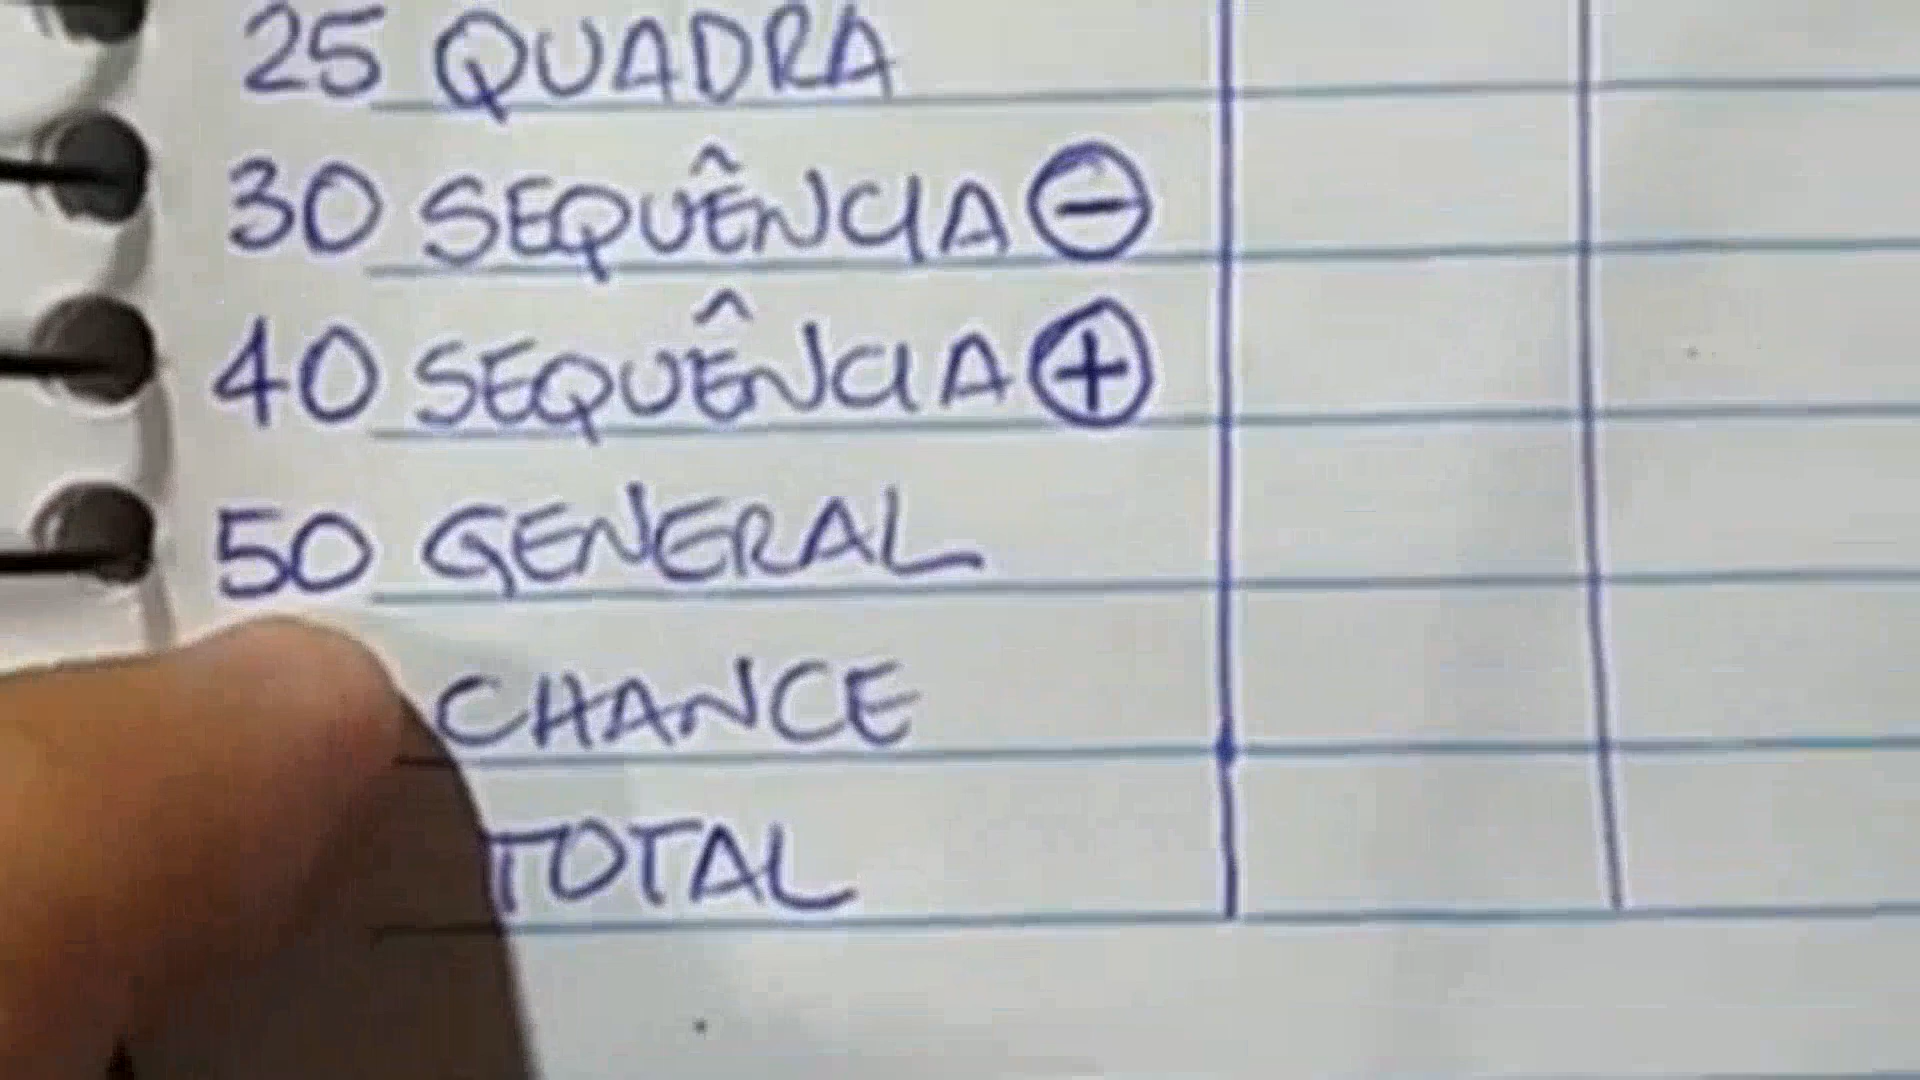 25 QUADRA
30 SEQUÊNCIA ⊖
40 SEQUÊNCIA ⊕
50 GENERAL
CHANCE
TOTAL